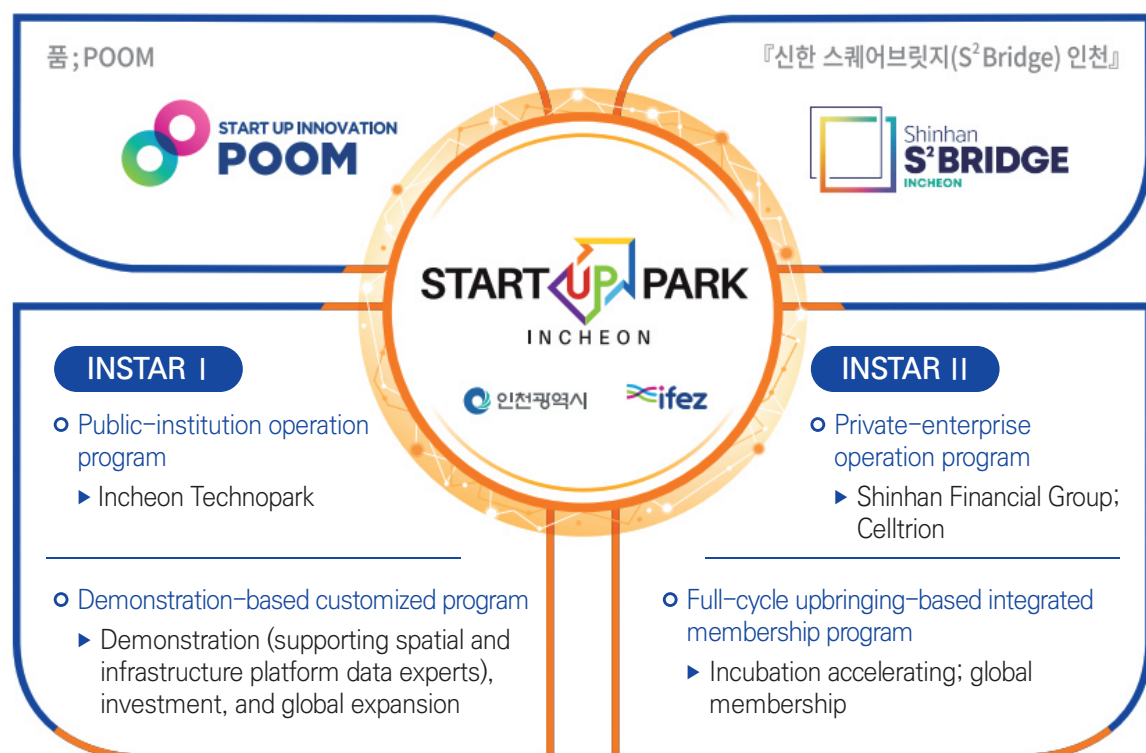 품;POOM
START UP INNOVATION
POOM
『신한 스퀘어브릿지(S²Bridge) 인천』
Shinhan
S² BRIDGE
INCHEON
START UP PARK
INCHEON
인천광역시
ifez
INSTAR I
Public-institution operation
program
▶ Incheon Technopark
Demonstration-based customized program
▶ Demonstration (supporting spatial and
infrastructure platform data experts),
investment, and global expansion
INSTAR II
Private-enterprise
operation program
▶ Shinhan Financial Group;
Celltrion
Full-cycle upbringing-based integrated
membership program
▶ Incubation accelerating; global
membership